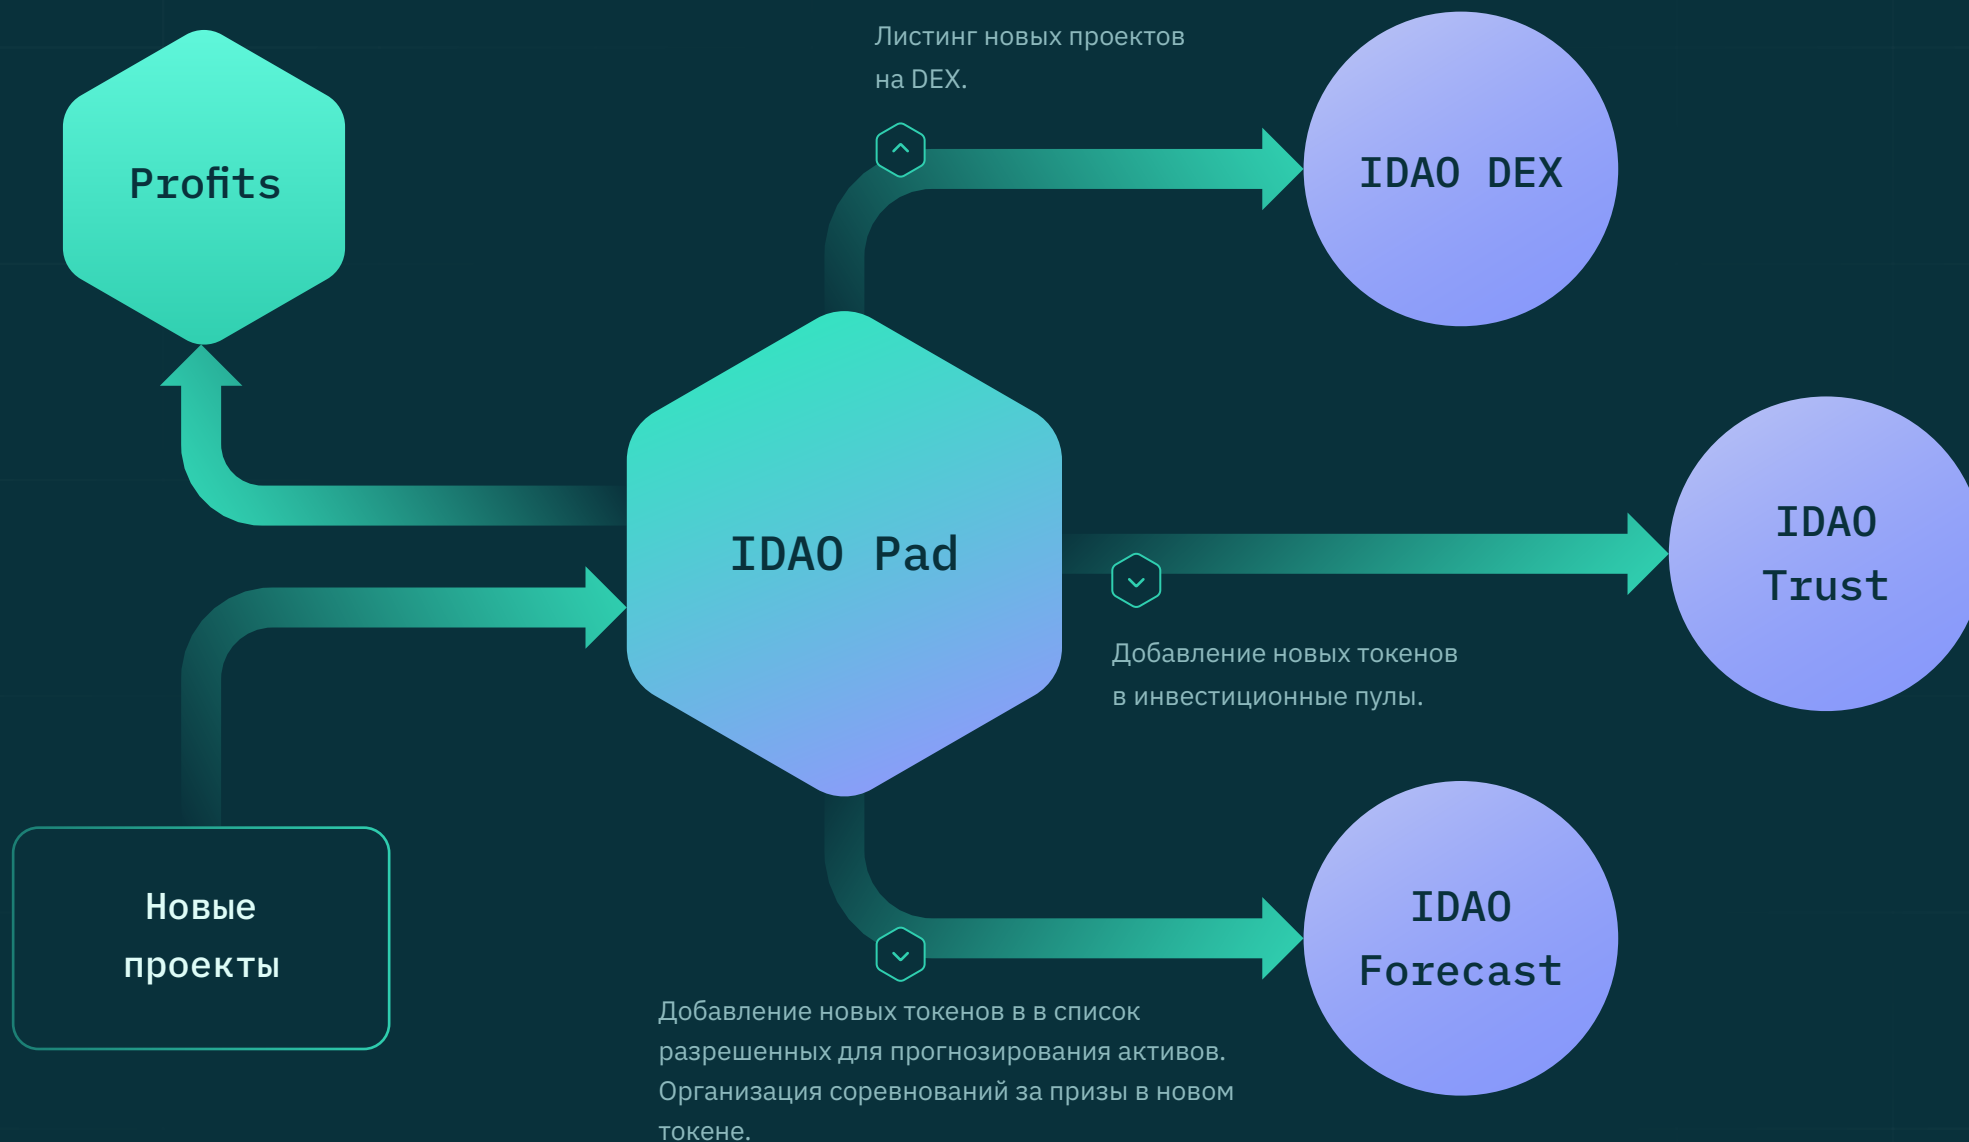 Листинг новых проектов
на DEX.
Profits
IDAO DEX
IDAO Pad
IDAO
Trust
Добавление новых токенов
в инвестиционные пулы.
Новые
проекты
IDAO
Forecast
Добавление новых токенов в в список
разрешенных для прогнозирования активов.
Организация соревнований за призы в новом
токене.